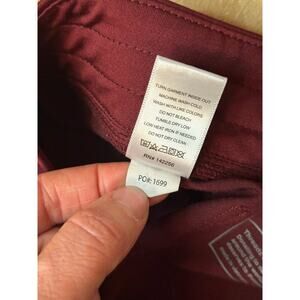 TURN GARMENT INSIDE OUT
MACHINE WASH COLD
WASH WITH LIKE COLORS
DO NOT BLEACH
TUMBLE DRY LOW
LOW HEAT IRON IF NEEDED
DO NOT DRY CLEAN
RN# 142256
PO#: 1699